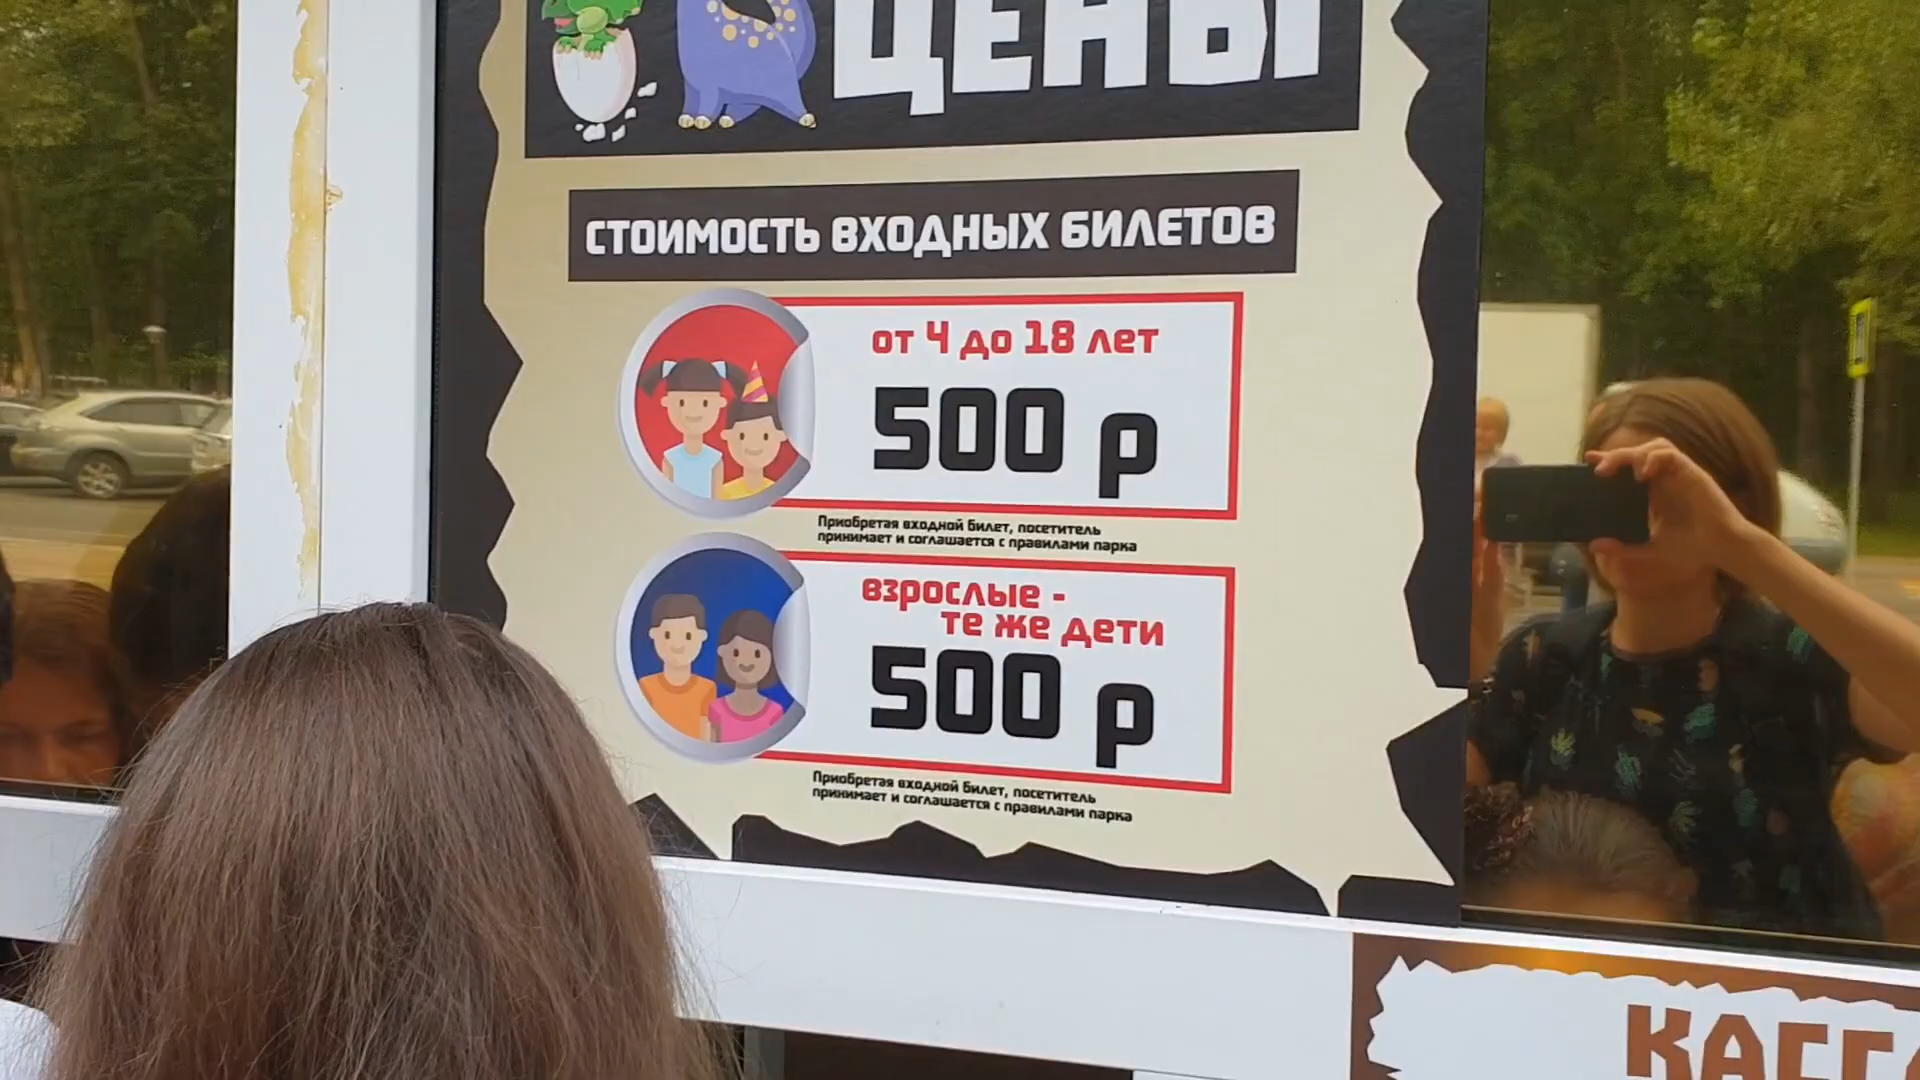 ЦЕНЫ
СТОИМОСТЬ ВХОДНЫХ БИЛЕТОВ
от 4 до 18 лет
500 р
Приобретая входной билет, посетитель
принимает и соглашается с правилами парка
взрослые -
те же дети
500 р
Приобретая входной билет, посетитель
принимает и соглашается с правилами парка
КАССА